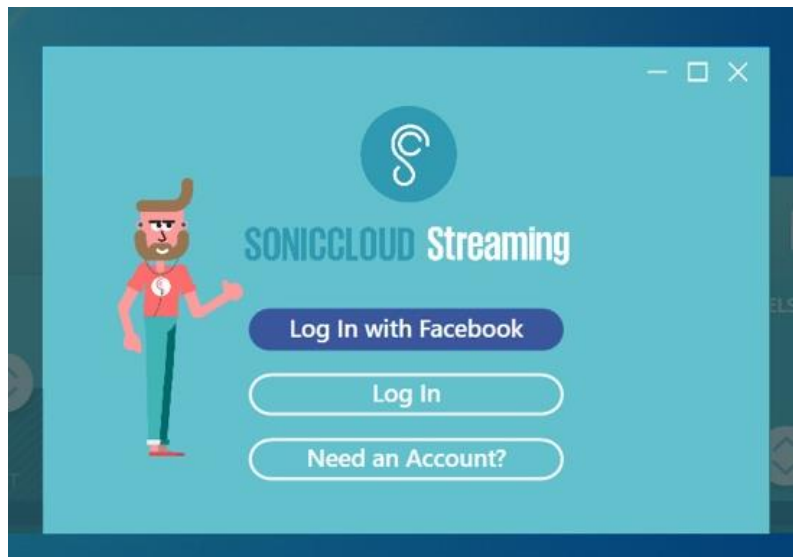 SONICCLOUD Streaming
Log In with Facebook
Log In
Need an Account?